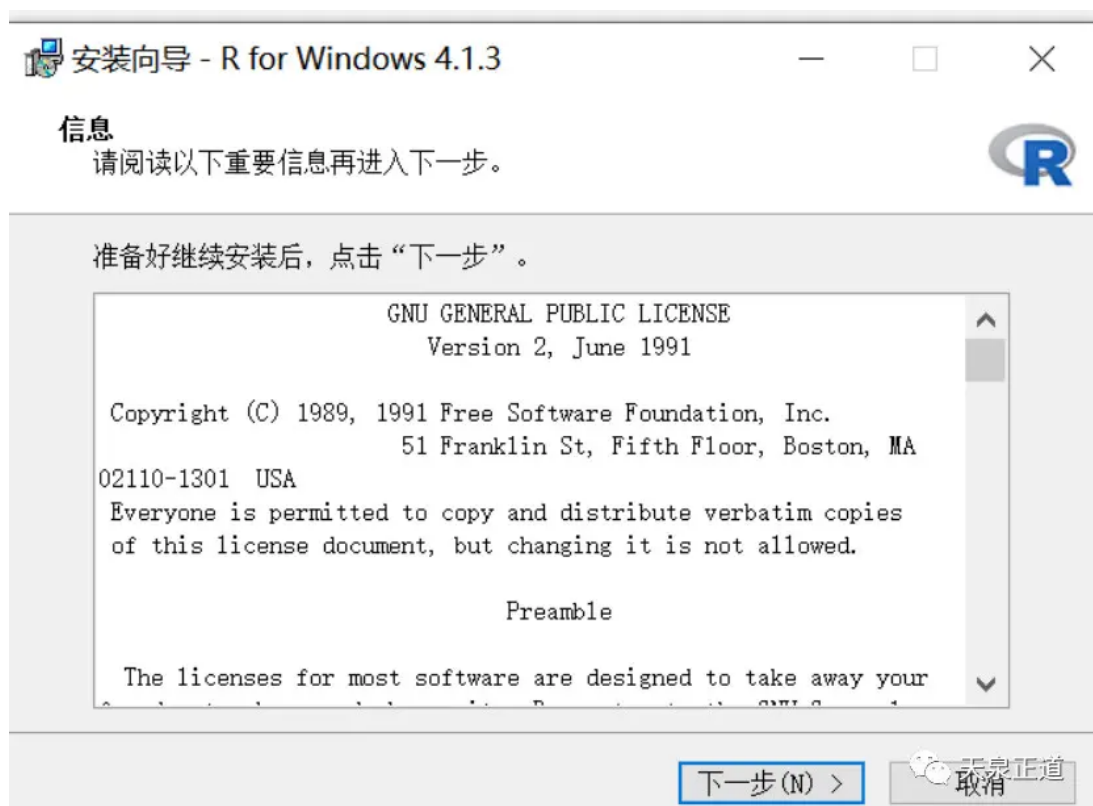 安装向导 - R for Windows 4.1.3
信息
请阅读以下重要信息再进入下一步。
R
准备好继续安装后，点击“下一步”。
GNU GENERAL PUBLIC LICENSE
Version 2, June 1991
Copyright (C) 1989, 1991 Free Software Foundation, Inc.
51 Franklin St, Fifth Floor, Boston, MA
02110-1301 USA
Everyone is permitted to copy and distribute verbatim copies
of this license document, but changing it is not allowed.
Preamble
The licenses for most software are designed to take away your
下一步(N) >
取消
天泉正道